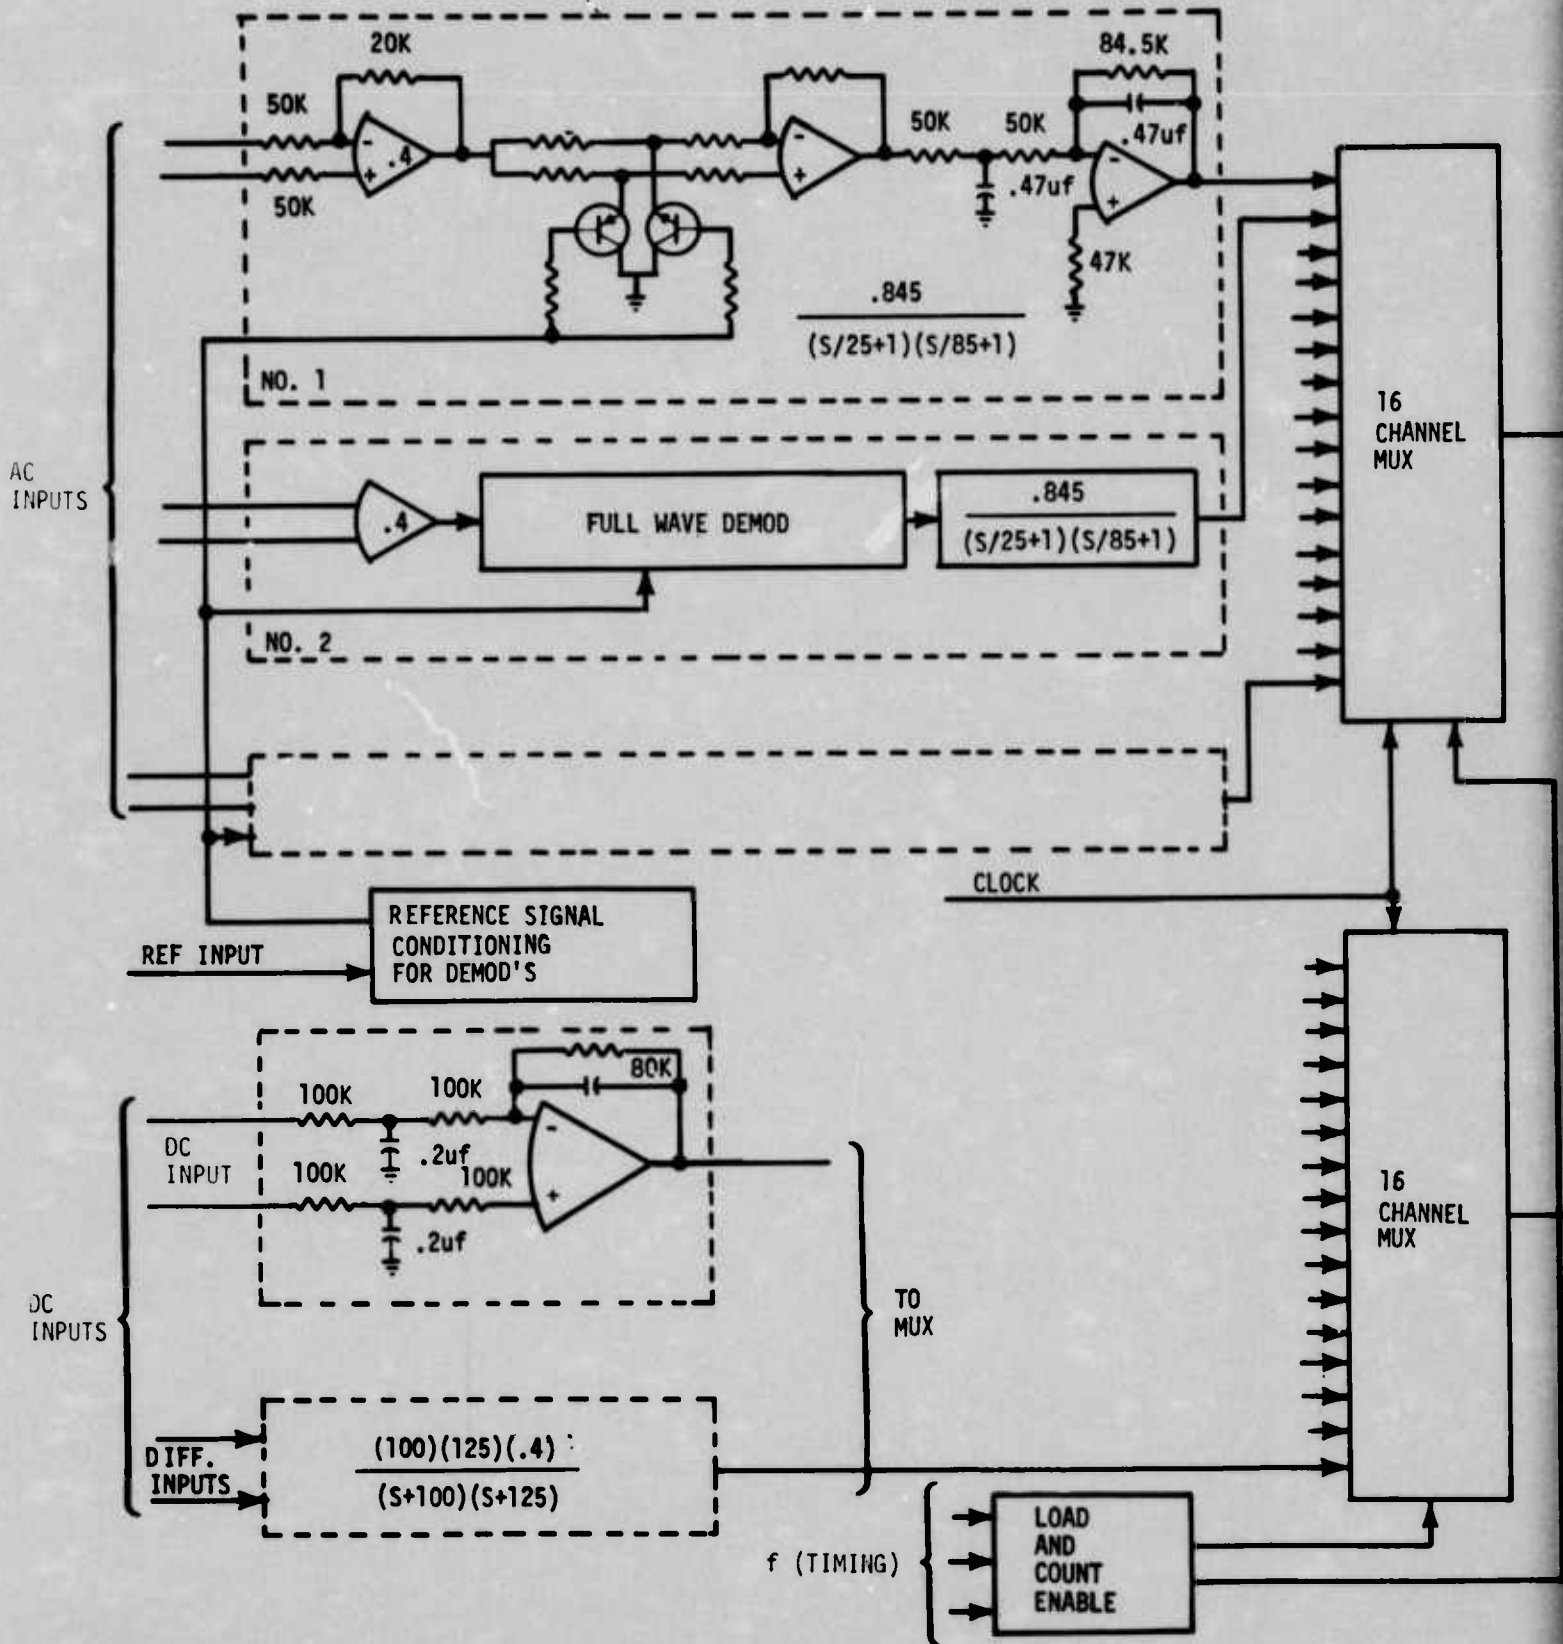 20K
84.5K
50K
50K
50K
.47uf
.4
-
+
-
+
-
+
.47uf
50K
47K
.845
(S/25+1)(S/85+1)
NO. 1
16
CHANNEL
MUX
AC
INPUTS
.4
FULL WAVE DEMOD
.845
(S/25+1)(S/85+1)
NO. 2
CLOCK
REFERENCE SIGNAL
CONDITIONING
FOR DEMOD'S
REF INPUT
80K
100K
100K
-
DC
INPUT
.2uf
100K
100K
+
.2uf
16
CHANNEL
MUX
DC
INPUTS
TO
MUX
DIFF.
INPUTS
(100)(125)(.4)
(S+100)(S+125)
f (TIMING)
LOAD
AND
COUNT
ENABLE